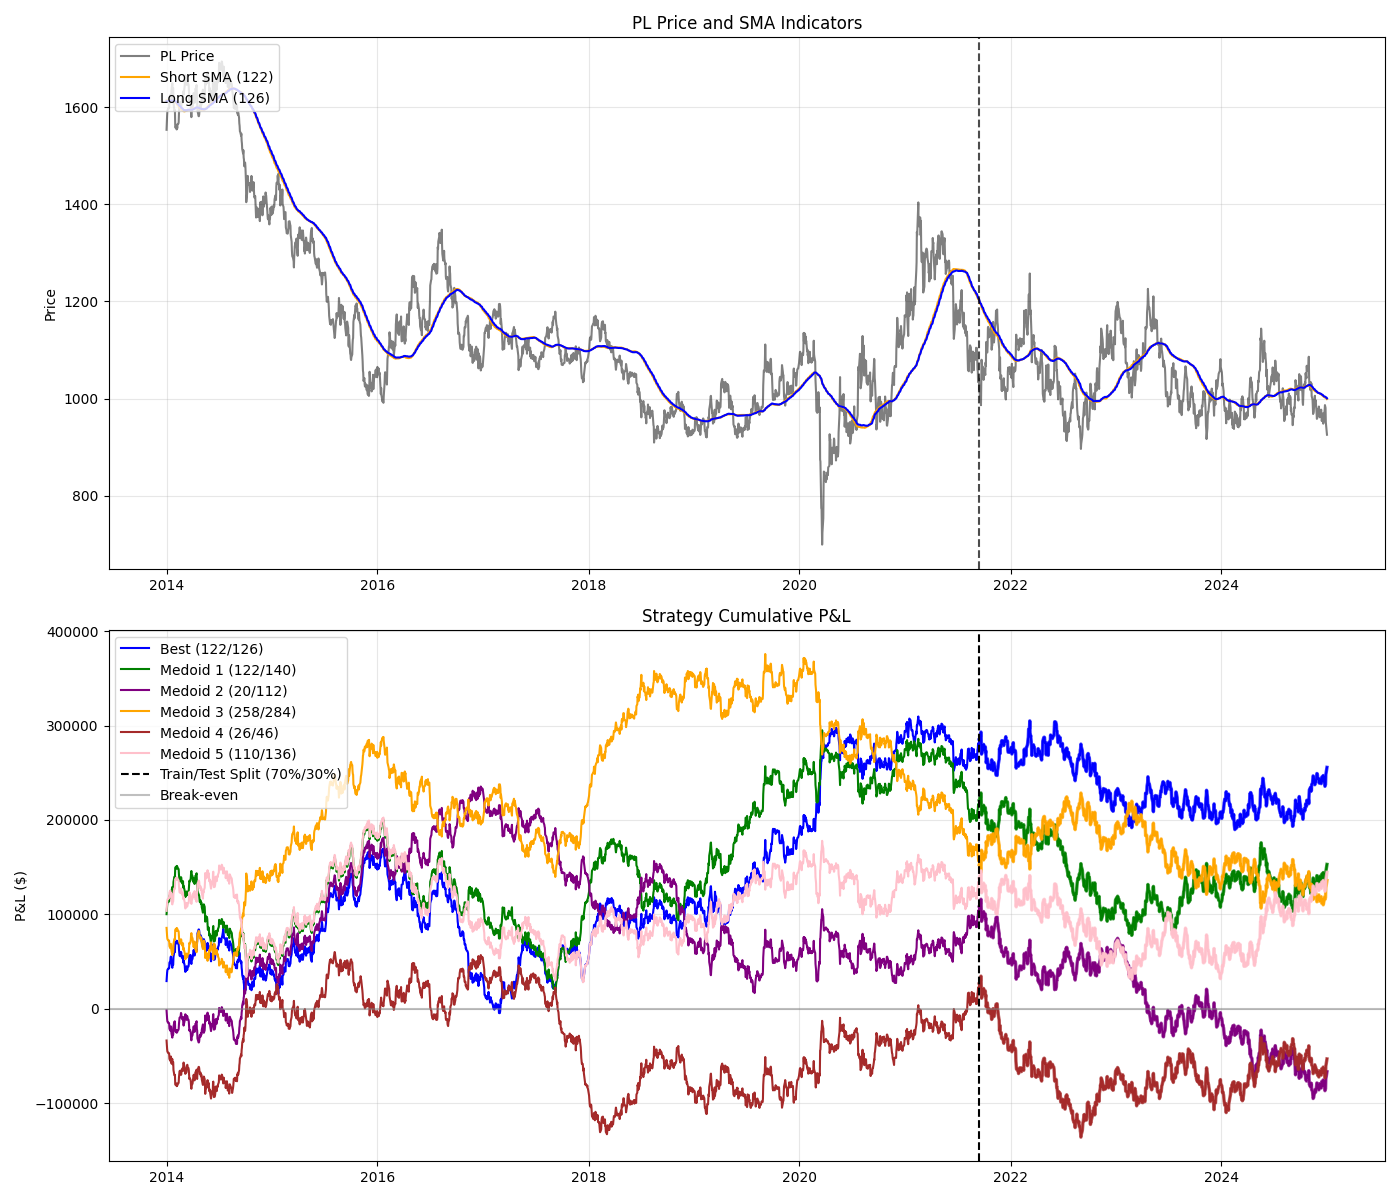 PL Price and SMA Indicators
PL Price
Short SMA (122)
Long SMA (126)
Price
1600
1400
1200
1000
800
2014
2016
2018
2020
2022
2024
Strategy Cumulative P&L
Best (122/126)
Medoid 1 (122/140)
Medoid 2 (20/112)
Medoid 3 (258/284)
Medoid 4 (26/46)
Medoid 5 (110/136)
Train/Test Split (70%/30%)
Break-even
P&L ($)
400000
300000
200000
100000
0
−100000
2014
2016
2018
2020
2022
2024